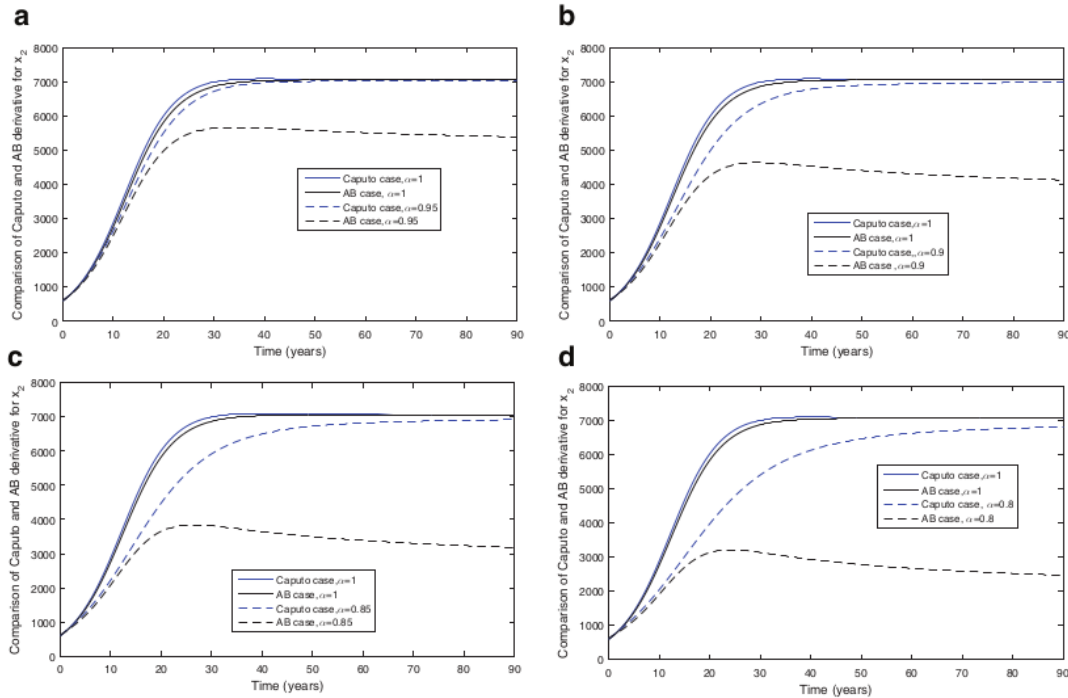 a
Comparison of Caputo and AB derivative for x2
8000
7000
6000
5000
4000
3000
2000
1000
0
0 10 20 30 40 50 60 70 80 90
Time (years)
Caputo case,α=1
AB case, α=1
Caputo case,α=0.95
AB case, α=0.95
b
Comparison of Caputo and AB derivative for x2
8000
7000
6000
5000
4000
3000
2000
1000
0
0 10 20 30 40 50 60 70 80 90
Time (years)
Caputo case,α=1
AB case,α=1
Caputo case,,α=0.9
AB case ,α=0.9
c
Comparison of Caputo and AB derivative for x2
8000
7000
6000
5000
4000
3000
2000
1000
0
0 10 20 30 40 50 60 70 80 90
Time (years)
Caputo case,α=1
AB case,α=1
Caputo case,α=0.85
AB case,α=0.85
d
Comparison of Caputo and AB derivative for x2
8000
7000
6000
5000
4000
3000
2000
1000
0
0 10 20 30 40 50 60 70 80 90
Time (years)
Caputo case,α=1
AB case,α=1
Caputo case, α=0.8
AB case, α=0.8